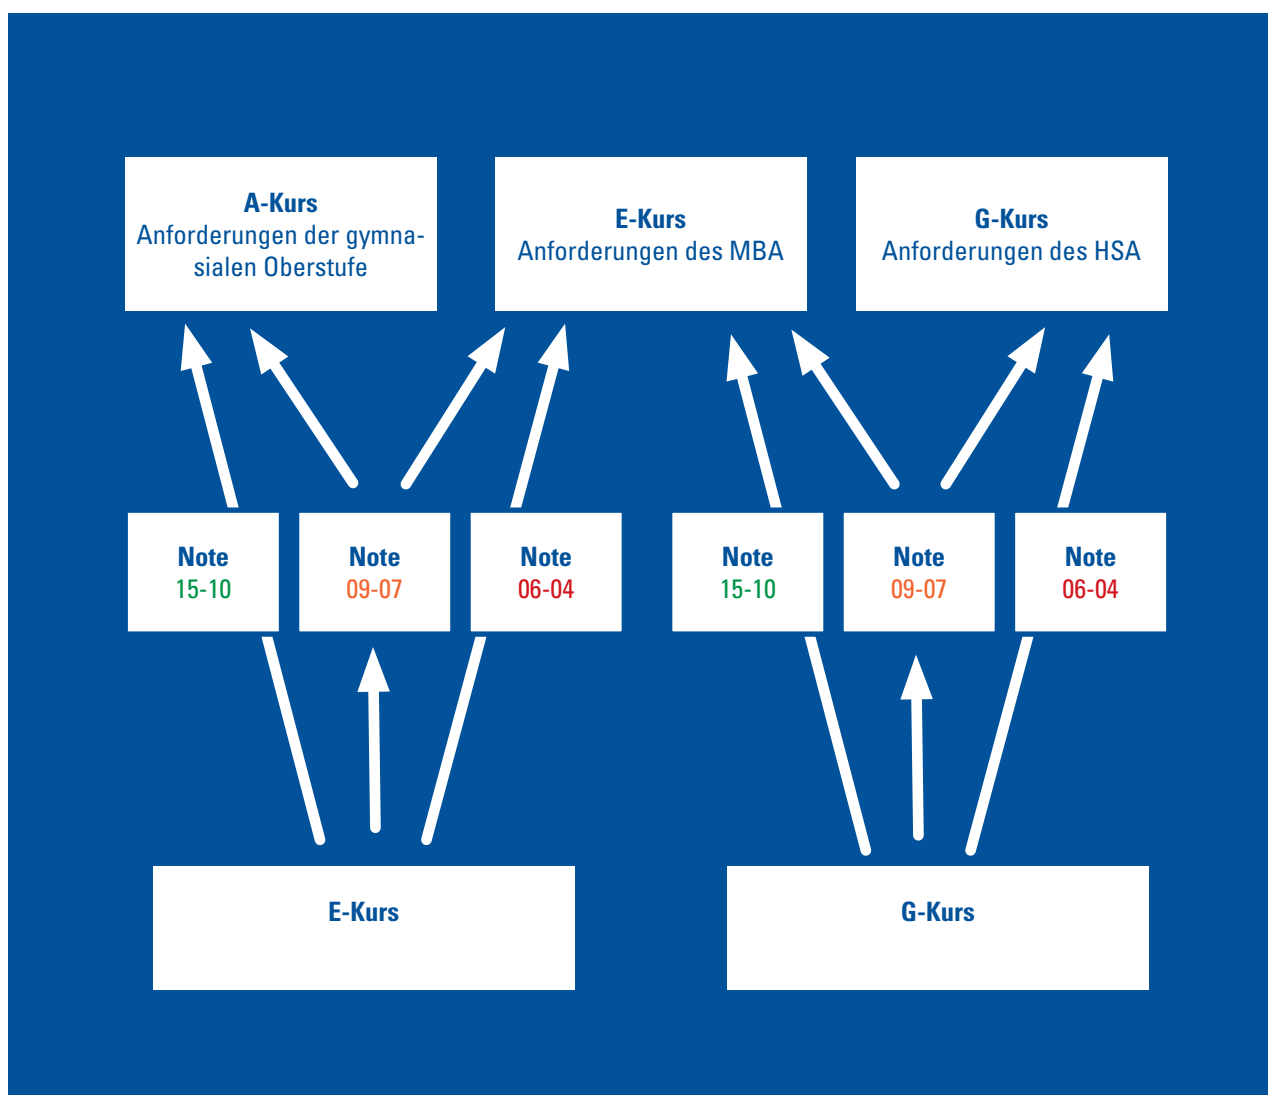 A-Kurs
Anforderungen der gymna-
sialen Oberstufe
E-Kurs
Anforderungen des MBA
G-Kurs
Anforderungen des HSA
Note
15-10
Note
09-07
Note
06-04
Note
15-10
Note
09-07
Note
06-04
E-Kurs
G-Kurs